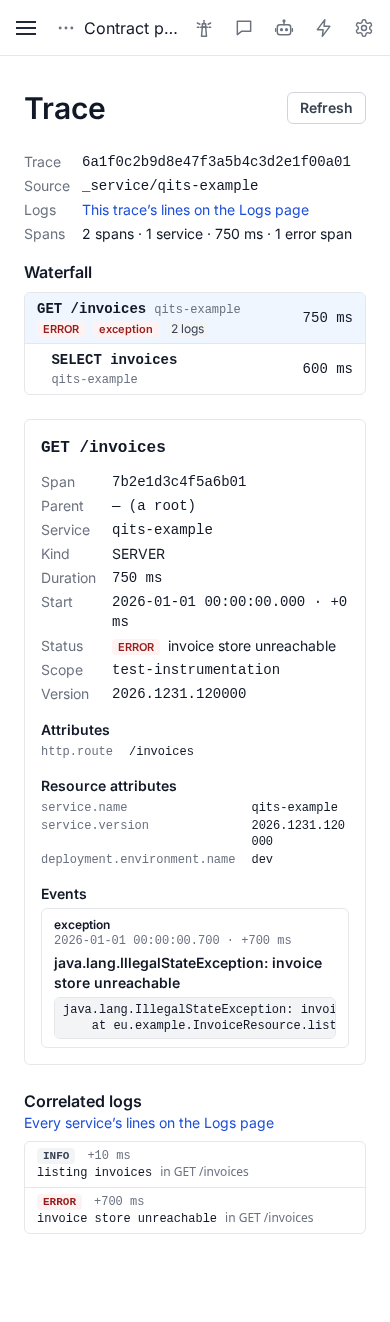 Contract p…
Trace
Refresh
Trace 6a1f0c2b9d8e47f3a5b4c3d2e1f00a01
Source _service/qits-example
Logs This trace's lines on the Logs page
Spans 2 spans · 1 service · 750 ms · 1 error span
Waterfall
GET /invoices qits-example
750 ms
ERROR exception 2 logs
SELECT invoices
600 ms
qits-example
GET /invoices
Span 7b2e1d3c4f5a6b01
Parent — (a root)
Service qits-example
Kind SERVER
Duration 750 ms
Start 2026-01-01 00:00:00.000 · +0
ms
Status ERROR invoice store unreachable
Scope test-instrumentation
Version 2026.1231.120000
Attributes
http.route /invoices
Resource attributes
service.name qits-example
service.version 2026.1231.120
000
deployment.environment.name dev
Events
exception
2026-01-01 00:00:00.700 · +700 ms
java.lang.IllegalStateException: invoice
store unreachable
java.lang.IllegalStateException: invoi
at eu.example.InvoiceResource.list
Correlated logs
Every service's lines on the Logs page
INFO +10 ms
listing invoices in GET /invoices
ERROR +700 ms
invoice store unreachable in GET /invoices